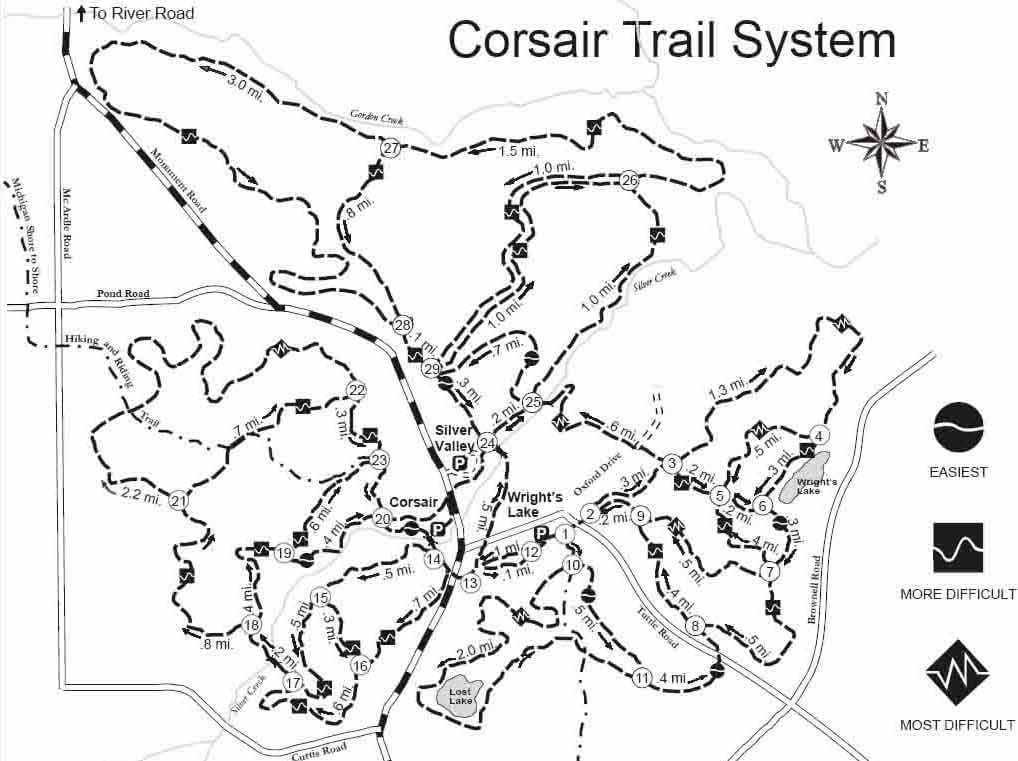 To River Road
Corsair Trail System
3.0 mi.
Gordon Creek
27
1.5 mi.
N
W E
S
Monument Road
1.0 mi.
26
.8 mi.
Mc Ardle Road
Michigan Shore to Shore
Silver Creek
1.0 mi.
Pond Road
1.0 mi.
28
.1 mi.
29
.7 mi.
Hiking and Riding
Trail
22
.3 mi.
.3 mi.
.2 mi.
25
1.3 mi.
.7 mi.
Silver
Valley
P
24
.6 mi.
4
.5 mi.
EASIEST
23
3
.2 mi.
.3 mi.
Wright's
Lake
2.2 mi.
21
Oxford Drive
.3 mi.
5
6
Corsair
Wright's
Lake
.6 mi.
20
P
.5 mi.
2
.2 mi.
9
.2 mi.
.3 mi.
.4 mi.
P
1
.4 mi.
MORE DIFFICULT
19
14
.1 mi.
12
10
.5 mi.
7
.5 mi.
13
.1 mi.
Brownell Road
.4 mi.
15
.7 mi.
.4 mi.
18
.5 mi.
.3 mi.
.5 mi.
8
Turtle Road
.5 mi.
.8 mi.
.2 mi.
16
2.0 mi.
17
11
.4 mi.
Silver Creek
.6 mi.
Lost
Lake
MOST DIFFICULT
Curtis Road